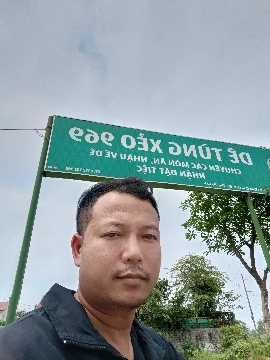 DÊ TÙNG XẺO 969
CHUYÊN CÁC MÓN ĂN, NHẬU VỀ DÊ
NHẬN ĐẶT TIỆC